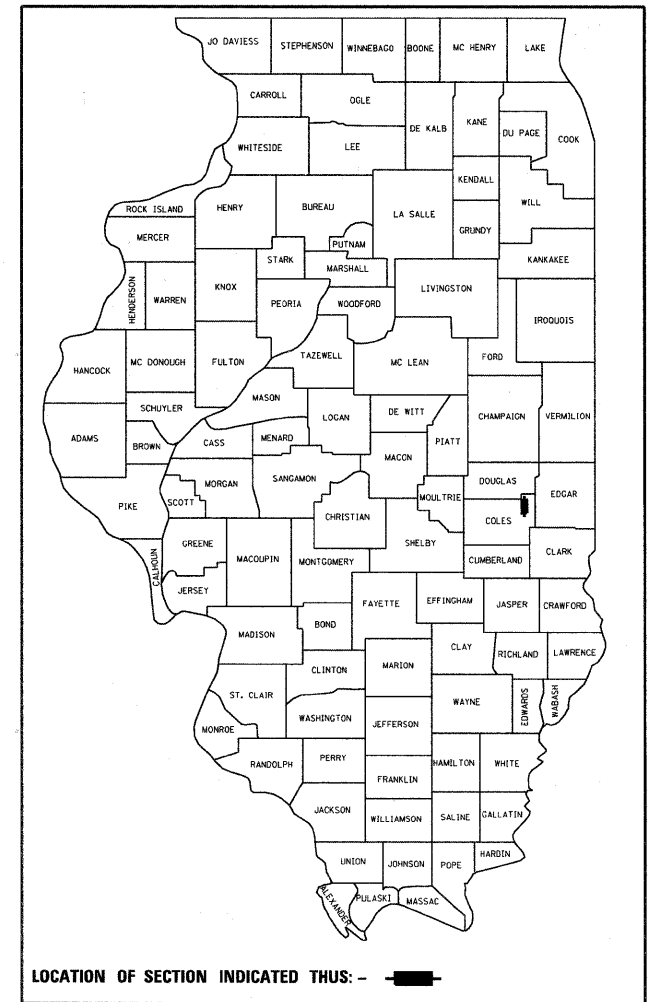 JO DAVIESS
STEPHENSON
WINNEBAGO
BOONE
MC HENRY
LAKE
CARROLL
OGLE
DE KALB
KANE
DU PAGE
COOK
WHITESIDE
LEE
KENDALL
WILL
ROCK ISLAND
HENRY
BUREAU
LA SALLE
GRUNDY
MERCER
PUTNAM
STARK
MARSHALL
KANKAKEE
HENDERSON
WARREN
KNOX
PEORIA
WOODFORD
LIVINGSTON
IROQUOIS
HANCOCK
MC DONOUGH
FULTON
TAZEWELL
MC LEAN
FORD
MASON
SCHUYLER
LOGAN
DE WITT
CHAMPAIGN
VERMILION
ADAMS
BROWN
CASS
MENARD
MACON
PIATT
PIKE
SCOTT
MORGAN
SANGAMON
MOULTRIE
DOUGLAS
EDGAR
CHRISTIAN
COLES
CALHOUN
GREENE
MACOUPIN
MONTGOMERY
SHELBY
CUMBERLAND
CLARK
JERSEY
FAYETTE
EFFINGHAM
JASPER
CRAWFORD
MADISON
BOND
CLAY
RICHLAND
LAWRENCE
CLINTON
MARION
ST. CLAIR
WAYNE
EDWARDS
WABASH
MONROE
WASHINGTON
JEFFERSON
RANDOLPH
PERRY
HAMILTON
WHITE
FRANKLIN
JACKSON
WILLIAMSON
SALINE
GALLATIN
UNION
JOHNSON
POPE
HARDIN
ALEXANDER
PULASKI
MASSAC
LOCATION OF SECTION INDICATED THUS: –